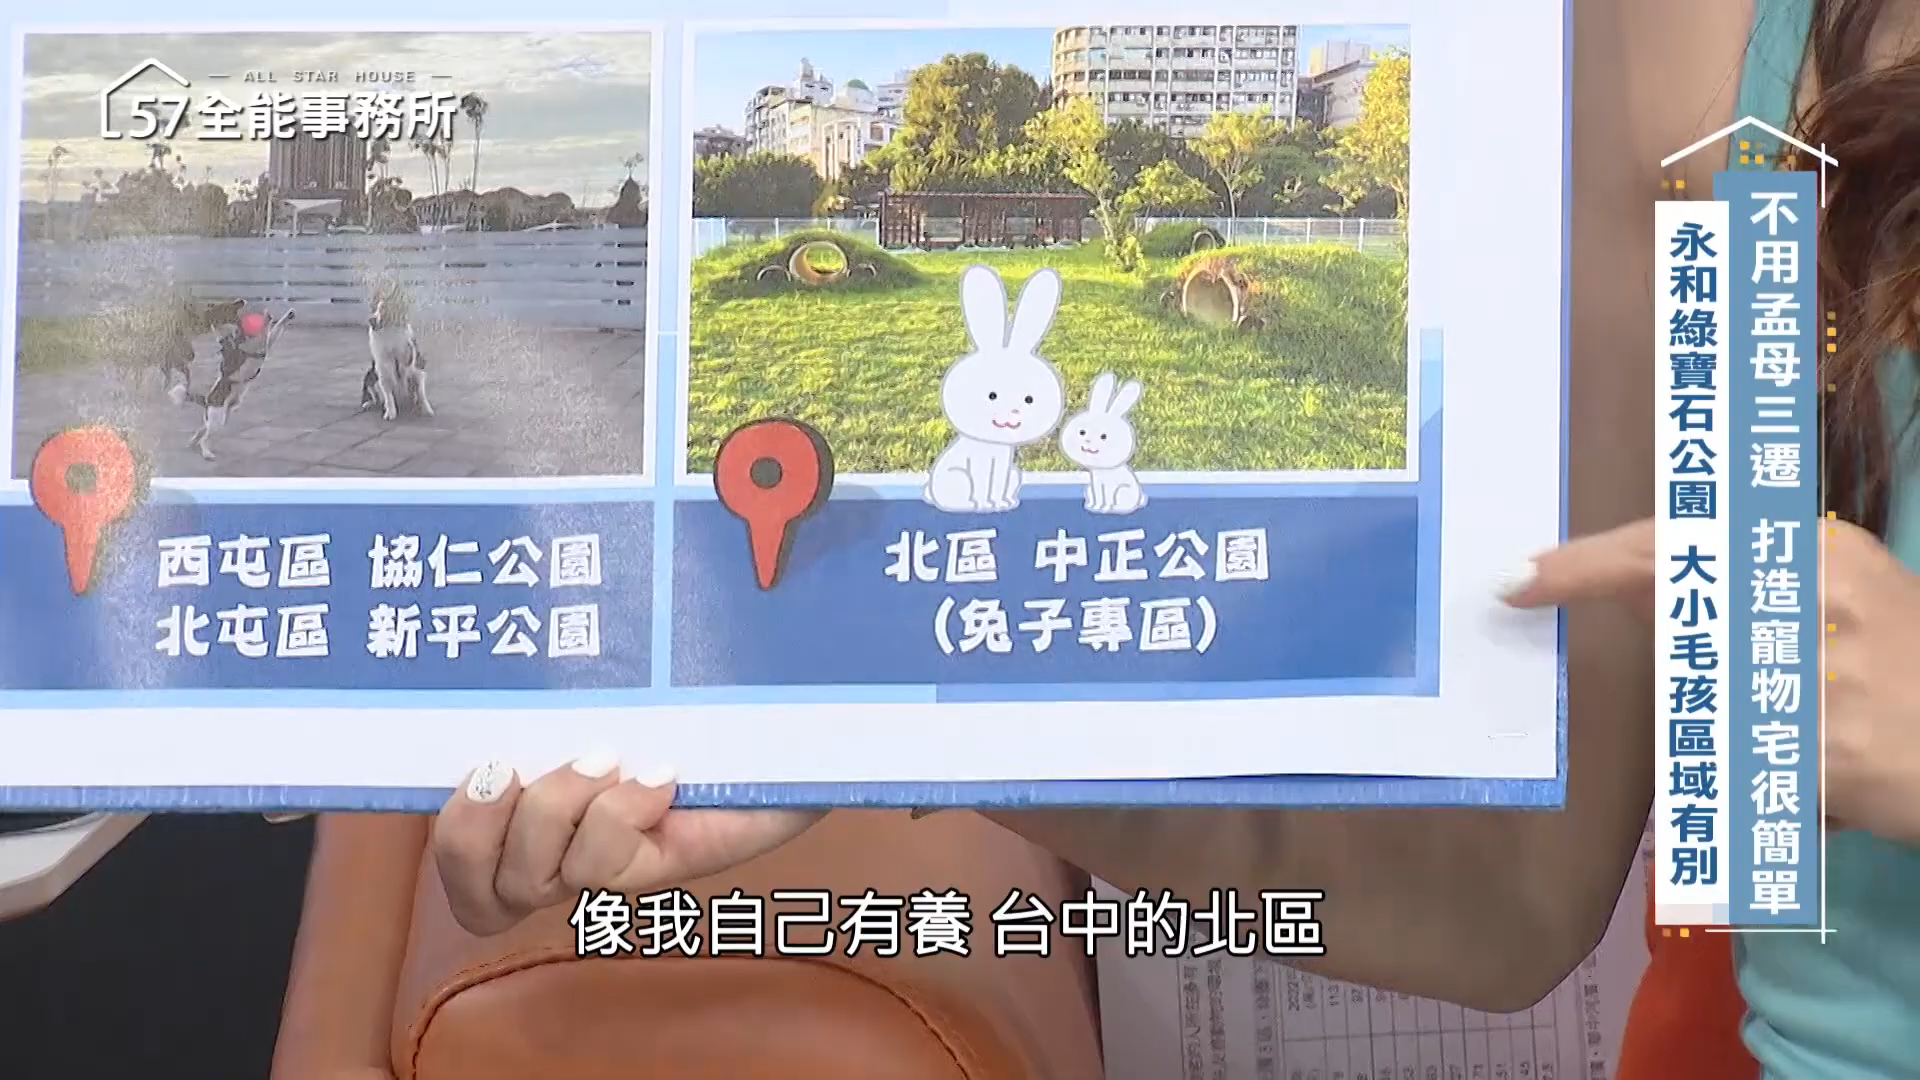 ALL STAR HOUSE
57全能事務所
西屯區 協仁公園
北屯區 新平公園
北區 中正公園
(兔子專區)
不用孟母三遷 打造寵物宅很簡單
永和綠寶石公園 大小毛孩區域有別
像我自己有養 台中的北區